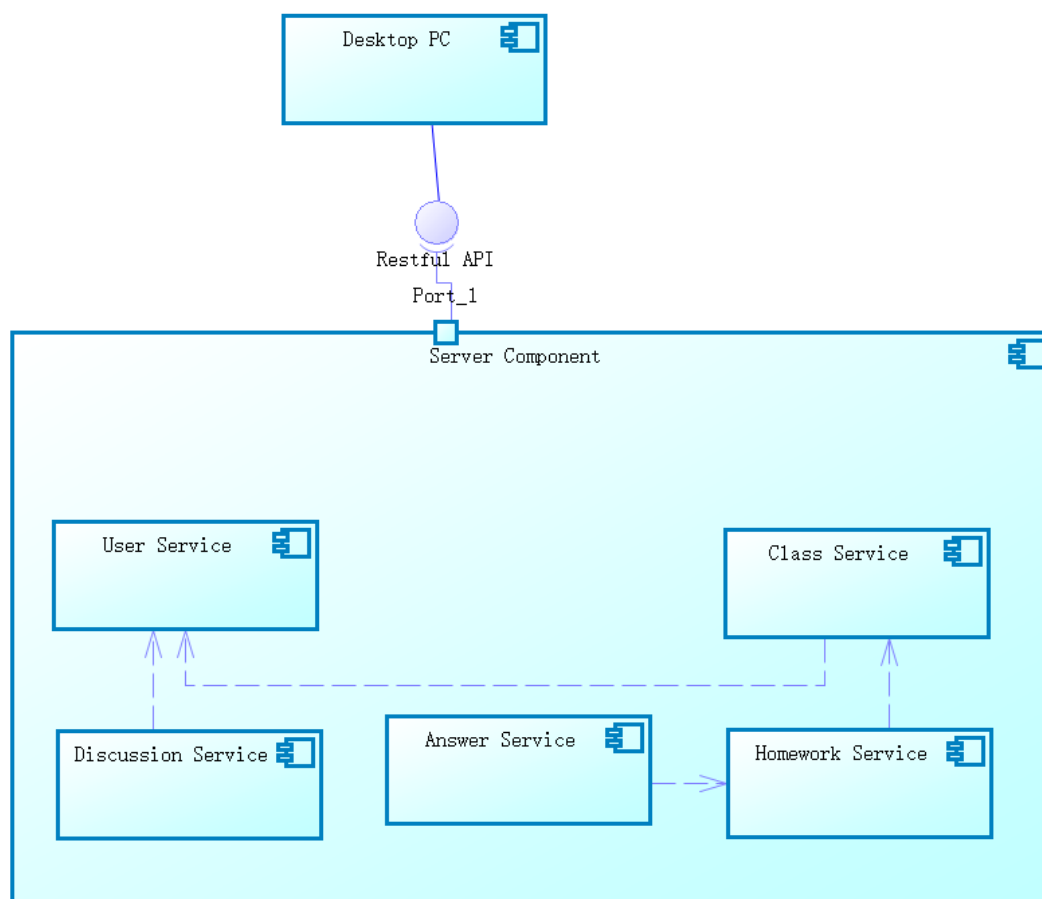 Desktop PC
Restful API
Port_1
Server Component
User Service
Class Service
Discussion Service
Answer Service
Homework Service